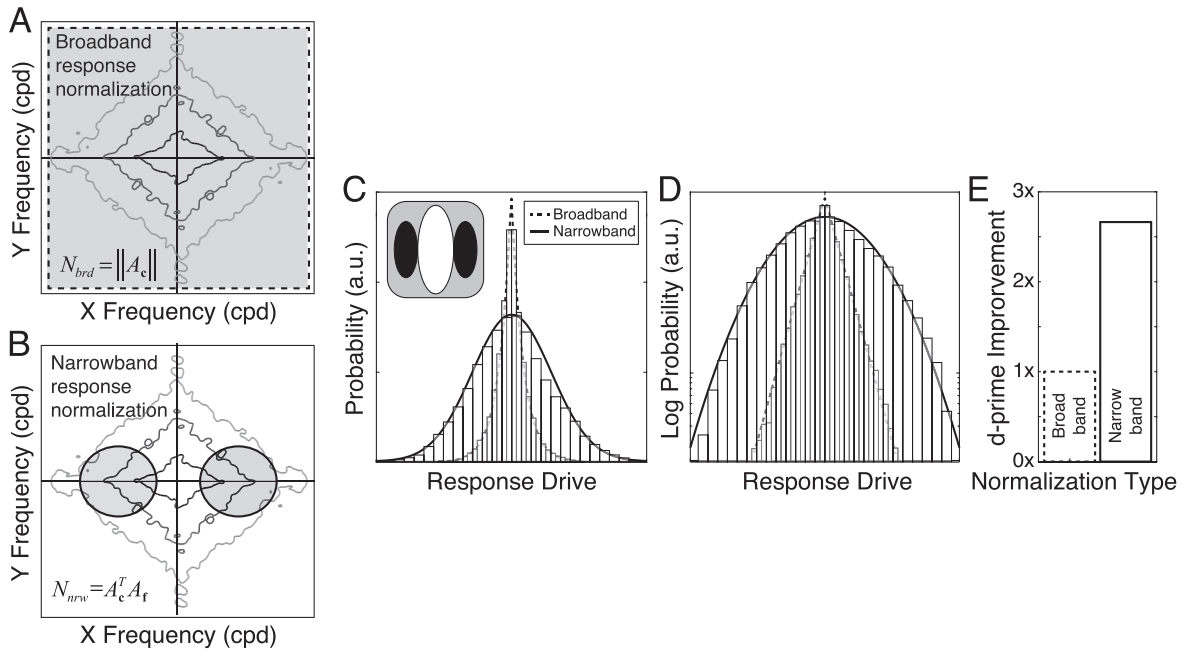 A
Broadband
response
normalization
Y Frequency (cpd)
N_brd = ||A_c||
X Frequency (cpd)
B
Narrowband
response
normalization
Y Frequency (cpd)
N_nrw = A_c^T A_f
X Frequency (cpd)
C
Broadband
Narrowband
Probability (a.u.)
Response Drive
D
Log Probability (a.u.)
Response Drive
E
3x
2x
1x
0x
d-prime Improvement
Broad
band
Narrow
band
Normalization Type